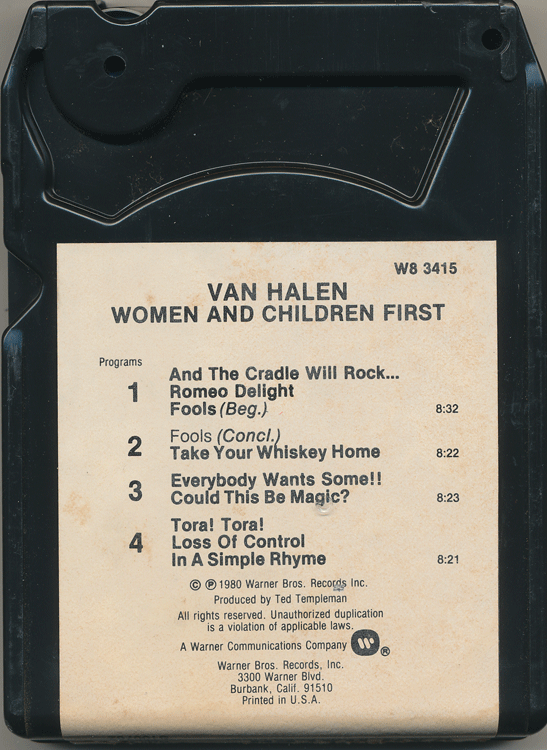 W8 3415
VAN HALEN
WOMEN AND CHILDREN FIRST
Programs
1
And The Cradle Will Rock...
Romeo Delight
Fools (Beg.) 8:32
2
Fools (Concl.)
Take Your Whiskey Home 8:22
3
Everybody Wants Some!!
Could This Be Magic? 8:23
4
Tora! Tora!
Loss Of Control
In A Simple Rhyme 8:21
© ℗ 1980 Warner Bros. Records Inc.
Produced by Ted Templeman
All rights reserved. Unauthorized duplication
is a violation of applicable laws.
A Warner Communications Company W ®
Warner Bros. Records, Inc.
3300 Warner Blvd.
Burbank, Calif. 91510
Printed in U.S.A.